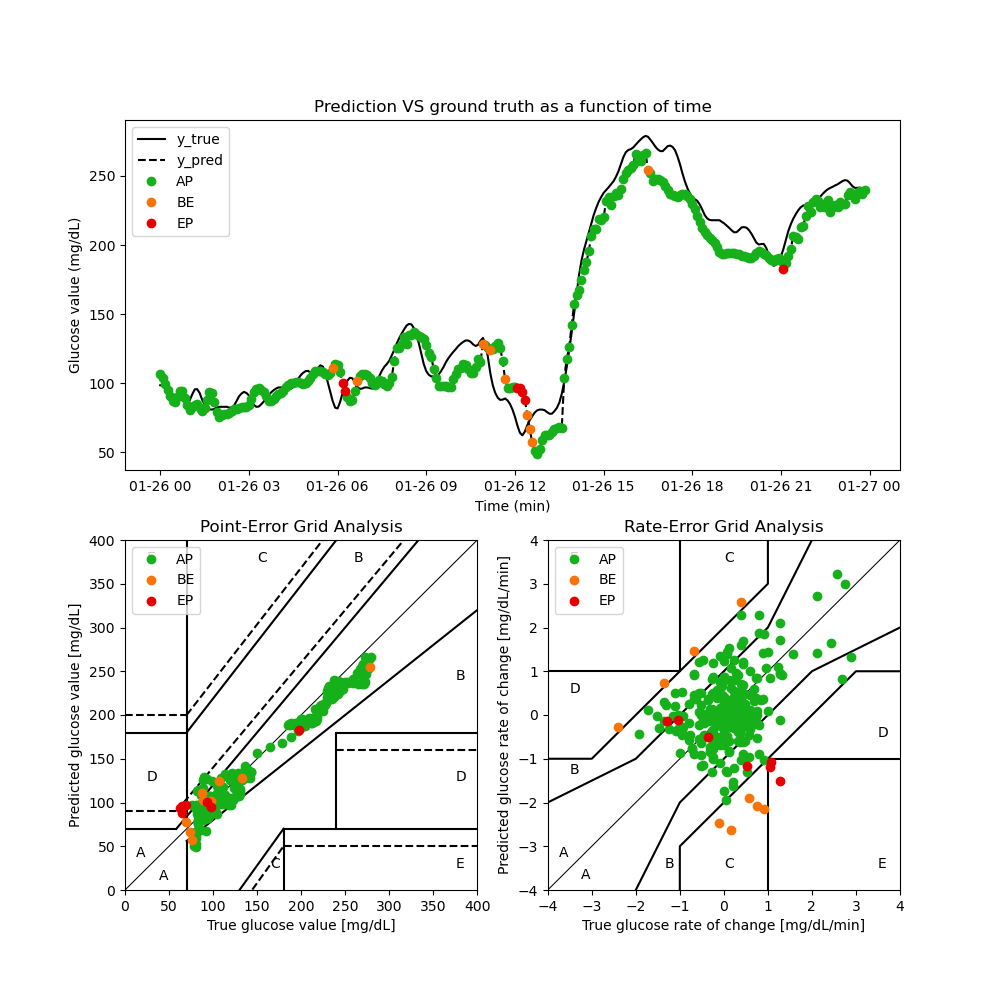 Prediction VS ground truth as a function of time
Glucose value (mg/dL)
250
200
150
100
50
y_true
y_pred
AP
BE
EP
01-26 00 01-26 03 01-26 06 01-26 09 01-26 12 01-26 15 01-26 18 01-26 21 01-27 00
Time (min)
Point-Error Grid Analysis
Predicted glucose value [mg/dL]
400
350
300
250
200
150
100
50
0
AP
BE
EP
C
B
B
D
D
A
A
C
E
0 50 100 150 200 250 300 350 400
True glucose value [mg/dL]
Rate-Error Grid Analysis
Predicted glucose rate of change [mg/dL/min]
4
3
2
1
0
−1
−2
−3
−4
AP
BE
EP
C
D
D
B
A
A
B
C
E
−4 −3 −2 −1 0 1 2 3 4
True glucose rate of change [mg/dL/min]